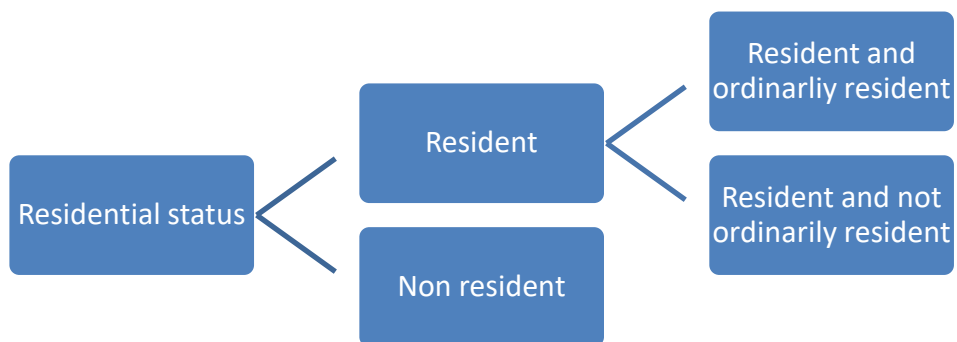 Residential status
Resident
Non resident
Resident and
ordinarliy resident
Resident and not
ordinarily resident